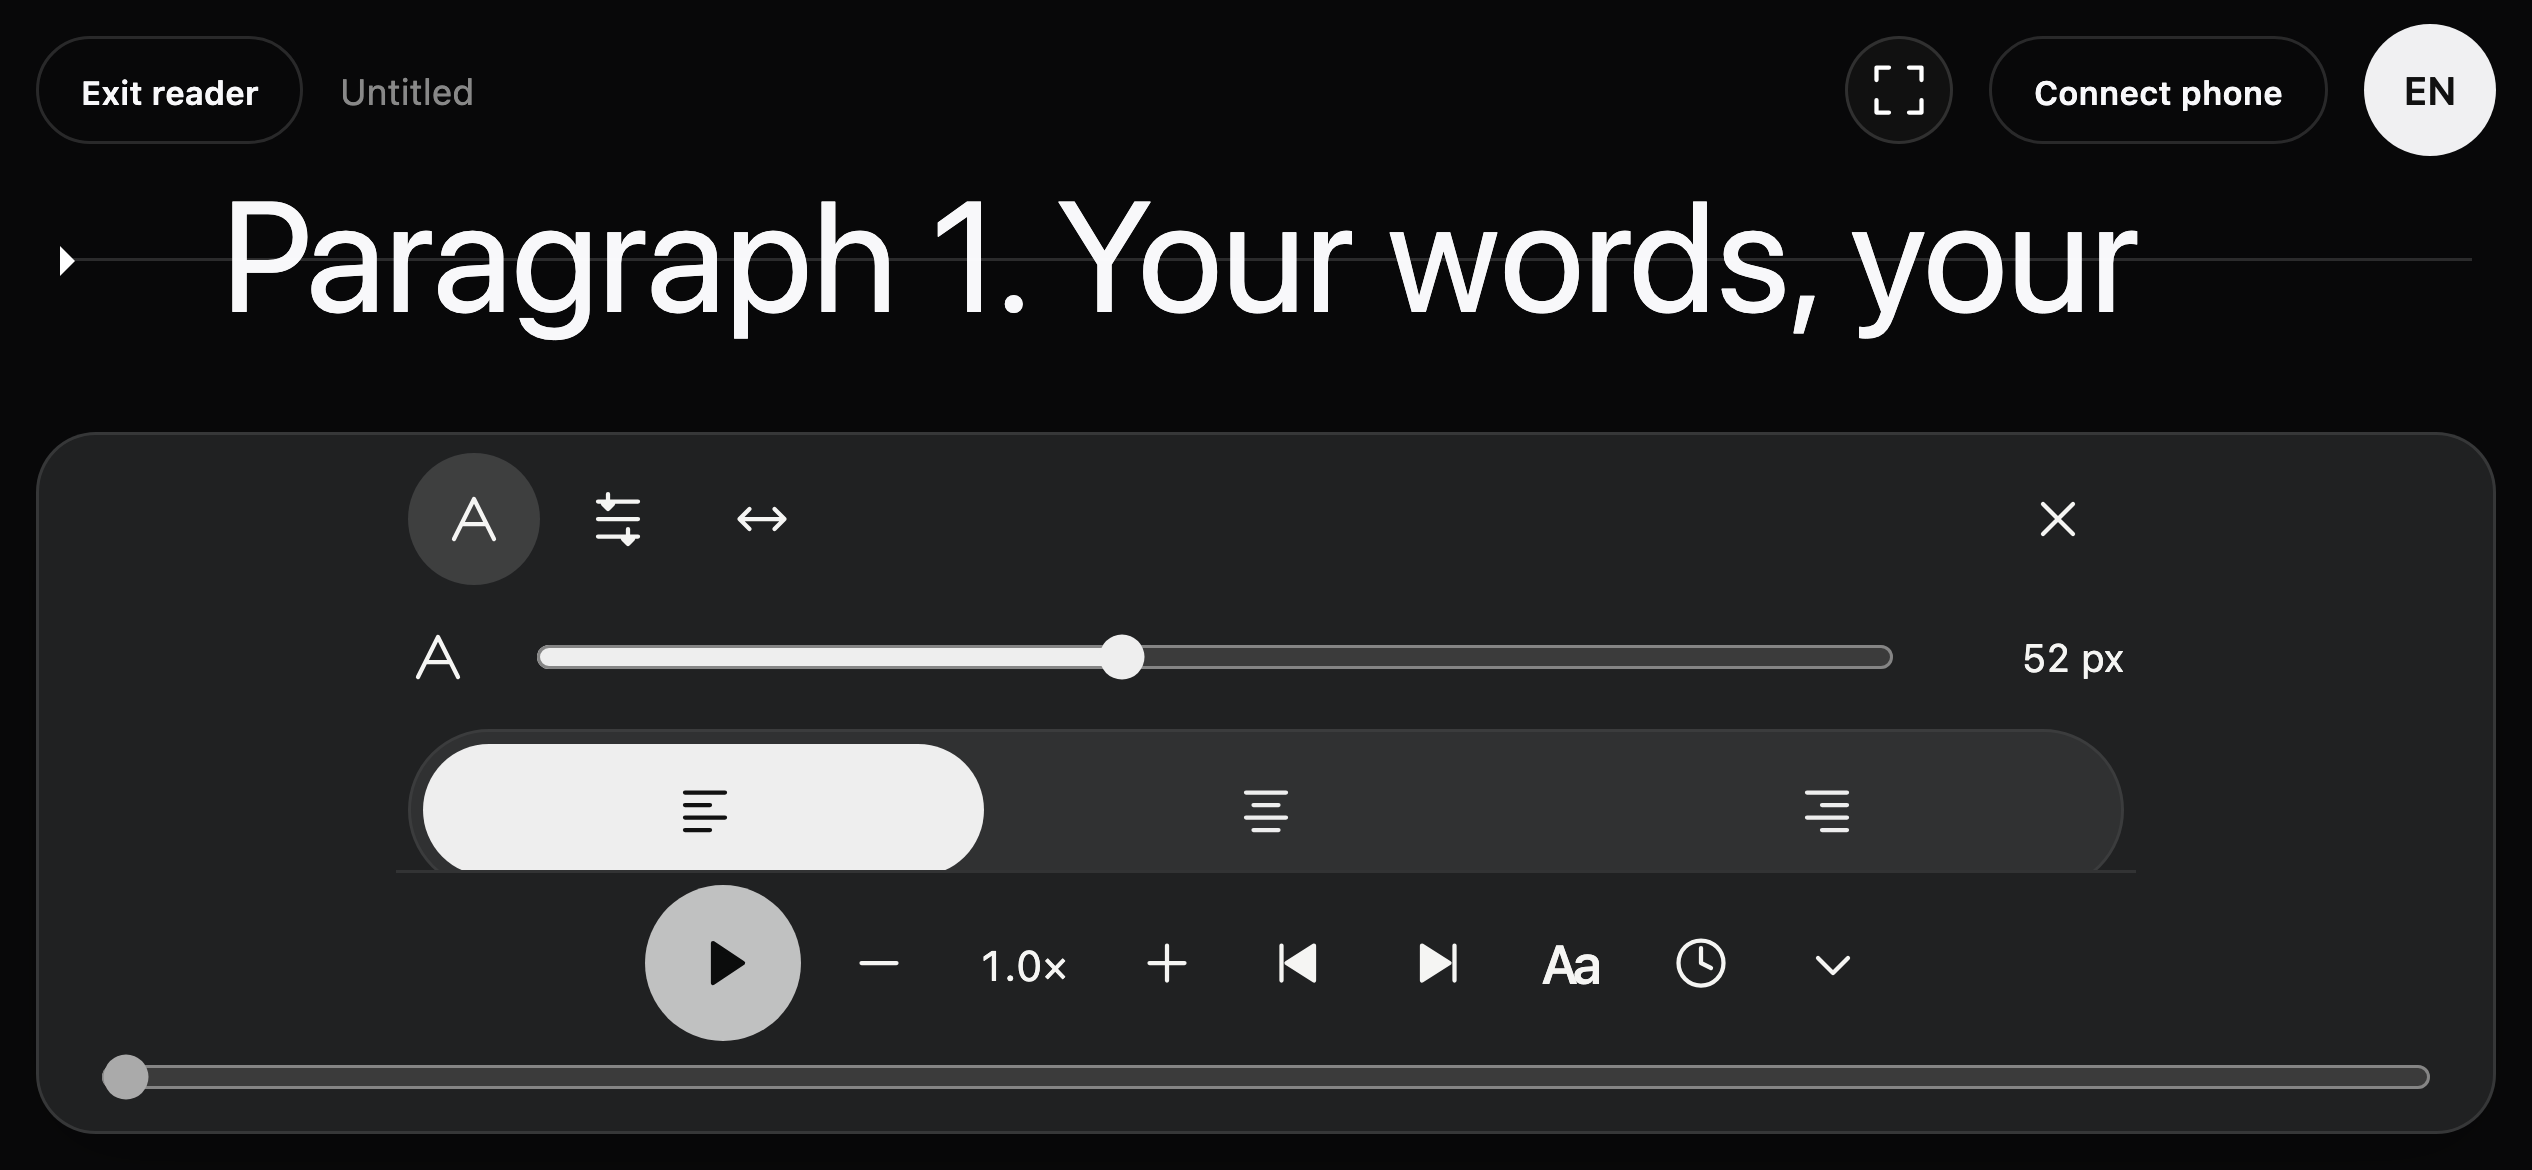 Exit reader
Untitled
Connect phone
EN
Paragraph 1. Your words, your
52 px
1.0×
Aa